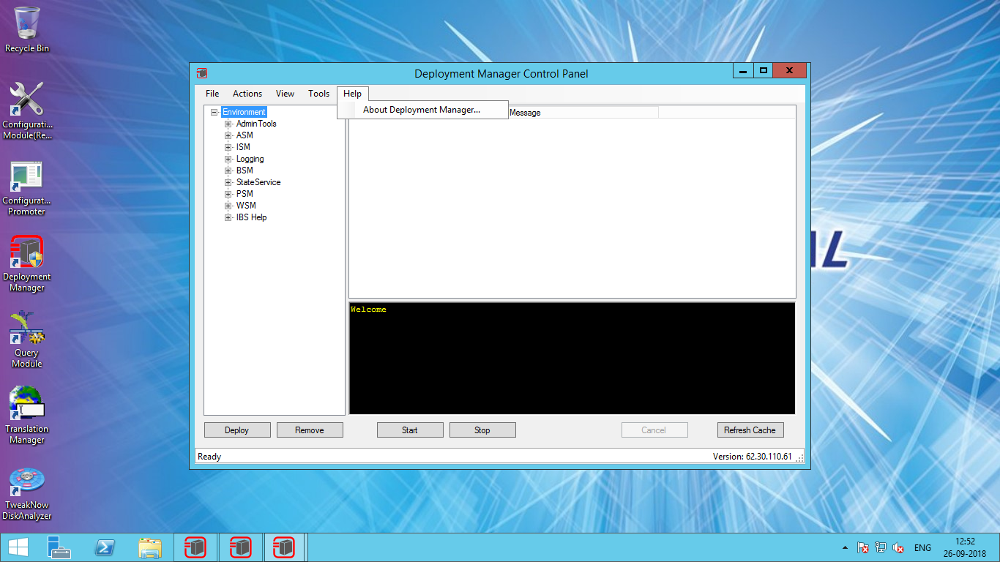 Recycle Bin
Configurati...
Module(Re...
Configurat...
Promoter
Deployment
Manager
Query
Module
Translation
Manager
TweakNow
DiskAnalyzer
Deployment Manager Control Panel
File Actions View Tools Help
About Deployment Manager...
Message
Environment
AdminTools
ASM
ISM
Logging
BSM
StateService
PSM
WSM
IBS Help
Welcome
Deploy Remove Start Stop Cancel Refresh Cache
Ready Version: 62.30.110.61
ENG
12:52
26-09-2018